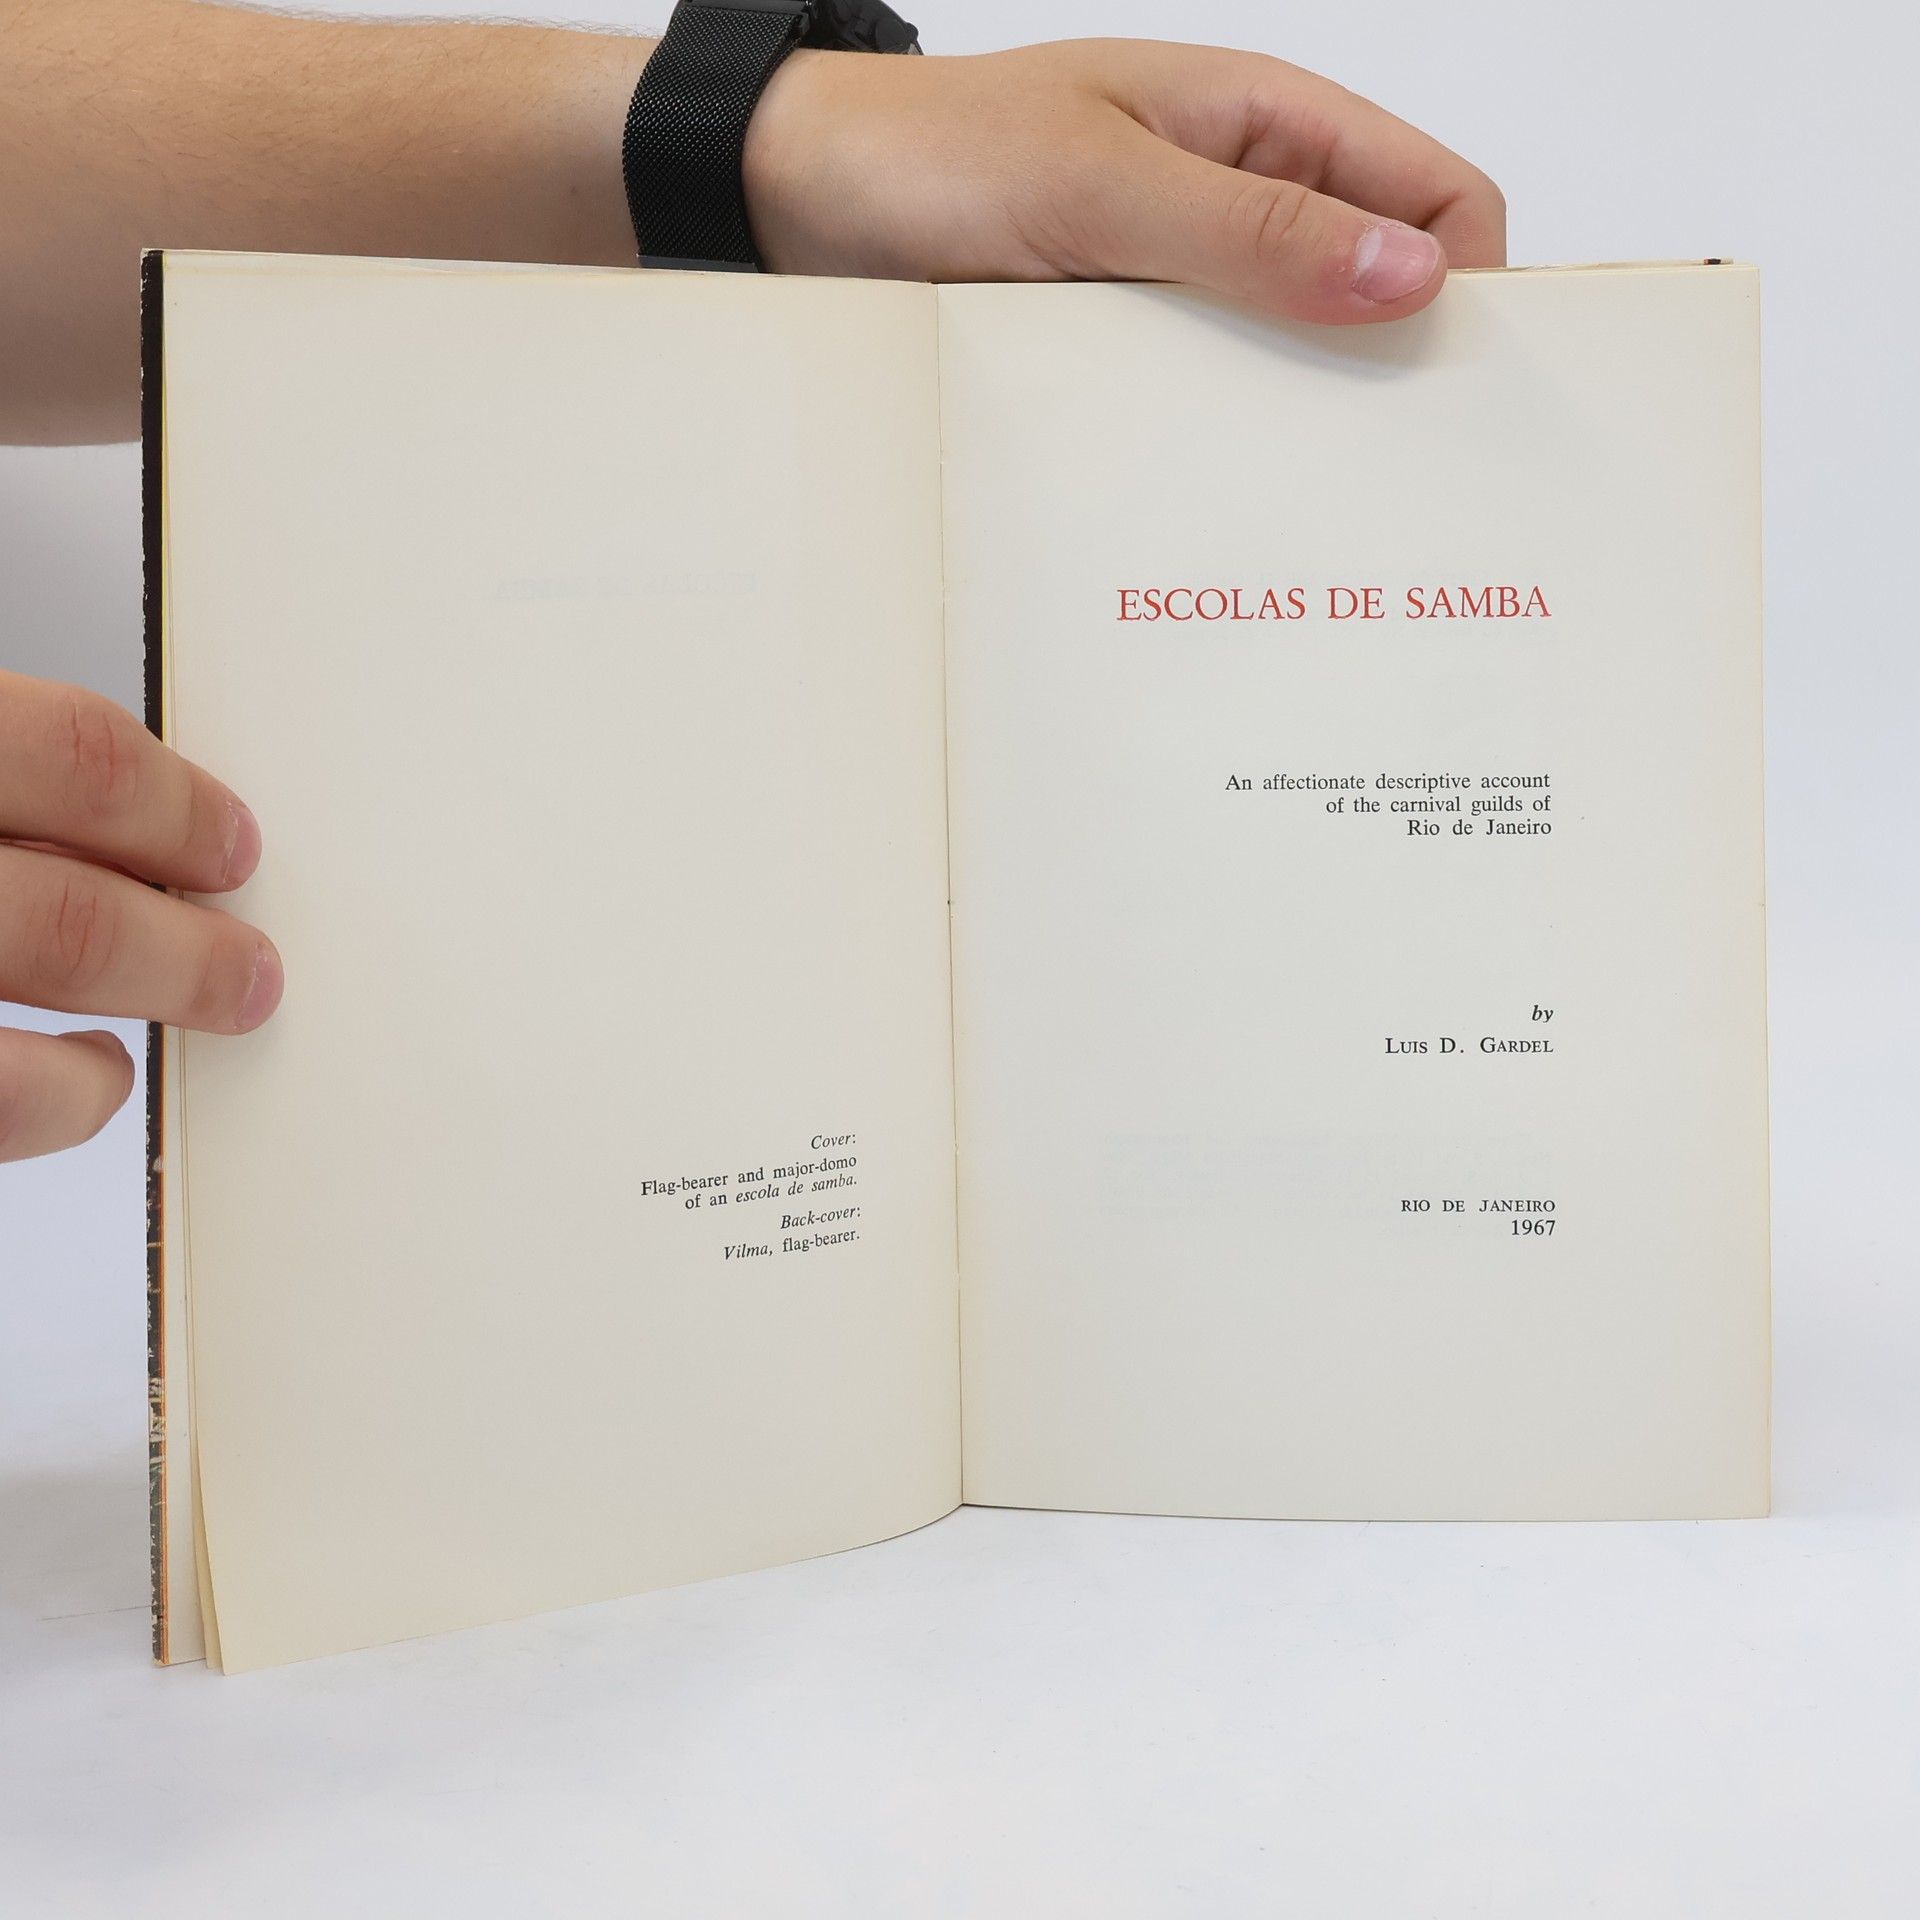 Cover:
Flag-bearer and major-domo
of an escola de samba.
Back-cover:
Vilma, flag-bearer.
ESCOLAS DE SAMBA
An affectionate descriptive account
of the carnival guilds of
Rio de Janeiro
by
LUIS D. GARDEL
RIO DE JANEIRO
1967